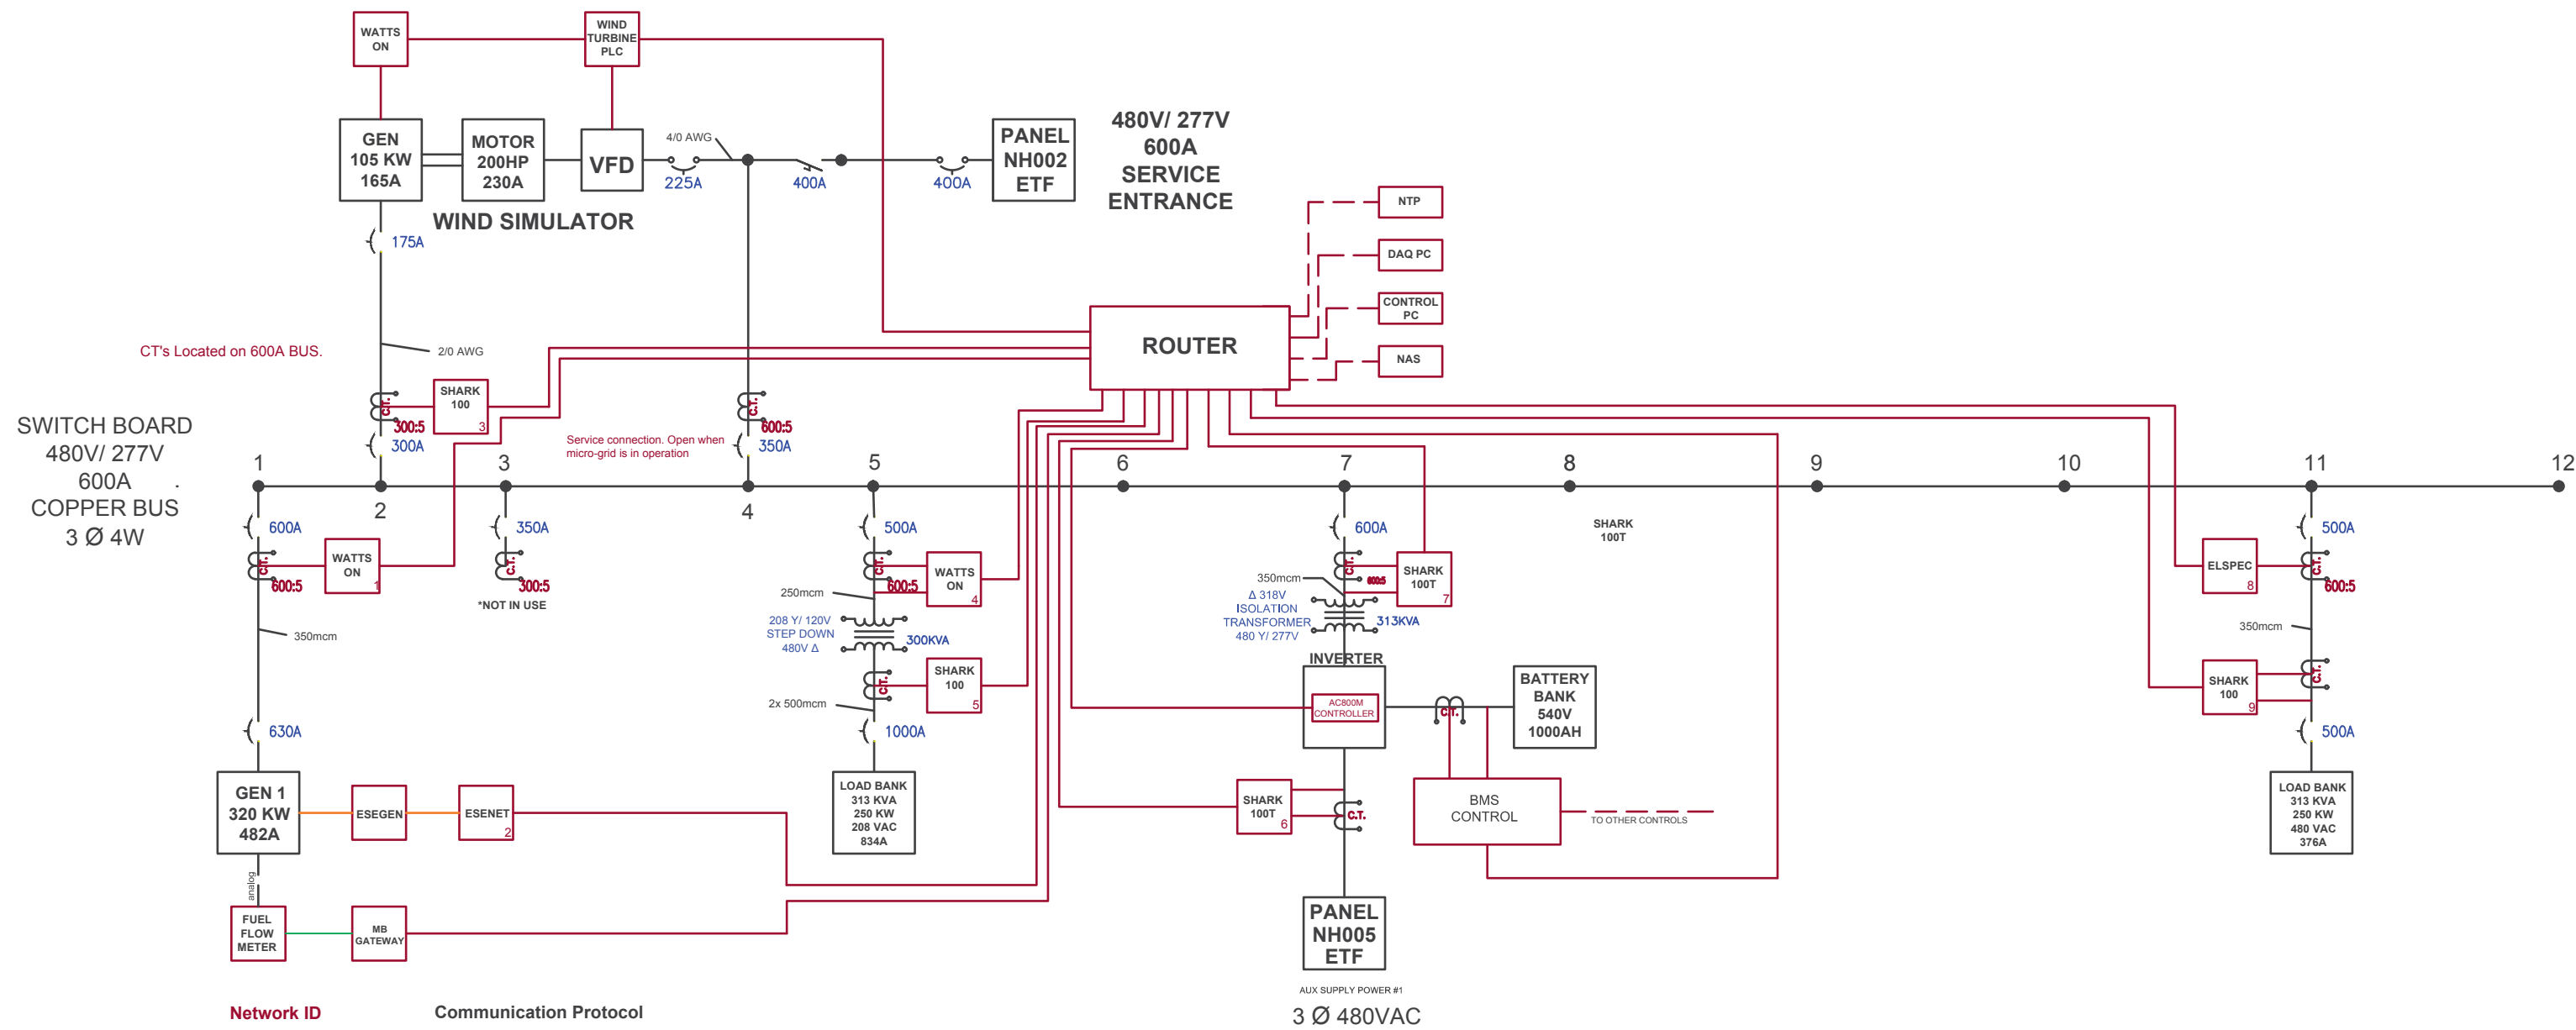 WATTS
ON
WIND
TURBINE
PLC
GEN
105 KW
165A
MOTOR
200HP
230A
VFD
4/0 AWG
225A
400A
400A
PANEL
NH002
ETF
480V/ 277V
600A
SERVICE
ENTRANCE
WIND SIMULATOR
175A
NTP
DAQ PC
CONTROL
PC
NAS
ROUTER
CT's Located on 600A BUS.
2/0 AWG
SHARK
100
3
C.T.
300:5
300A
C.T.
600:5
350A
Service connection. Open when
micro-grid is in operation
SWITCH BOARD
480V/ 277V
600A
COPPER BUS
3 Ø 4W
1
2
3
4
5
6
7
8
9
10
11
12
600A
C.T.
600:5
WATTS
ON
1
350mcm
630A
GEN 1
320 KW
482A
ESEGEN
ESENET
2
analog
FUEL
FLOW
METER
MB
GATEWAY
350A
C.T.
300:5
*NOT IN USE
500A
C.T.
600:5
WATTS
ON
4
250mcm
208 Y/ 120V
STEP DOWN
480V Δ
300KVA
C.T.
SHARK
100
5
2x 500mcm
1000A
LOAD BANK
313 KVA
250 KW
208 VAC
834A
600A
C.T.
600:5
SHARK
100T
7
350mcm
Δ 318V
ISOLATION
TRANSFORMER
480 Y/ 277V
313KVA
INVERTER
AC800M
CONTROLLER
C.T.
BATTERY
BANK
540V
1000AH
SHARK
100T
6
C.T.
BMS
CONTROL
TO OTHER CONTROLS
PANEL
NH005
ETF
AUX SUPPLY POWER #1
3 Ø 480VAC
SHARK
100T
500A
ELSPEC
8
C.T.
600:5
350mcm
SHARK
100
9
C.T.
500A
LOAD BANK
313 KVA
250 KW
480 VAC
376A
Network ID
Communication Protocol